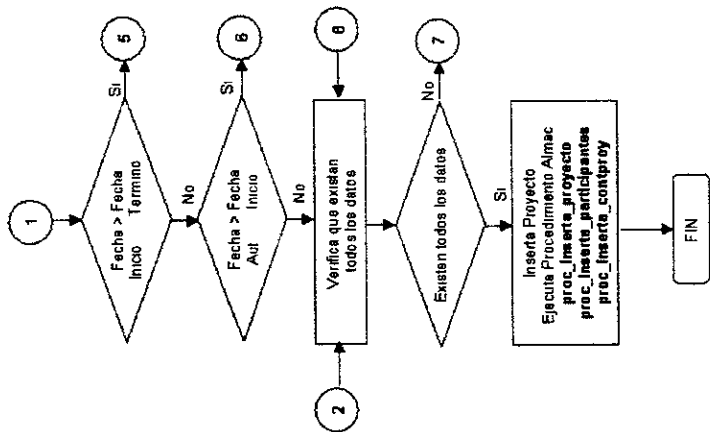 1
Fecha > Fecha
Inicio Termino
Si
5
No
Fecha > Fecha
Aut Inicio
Si
6
No
2
Verifica que existan
todos los datos
8
Existen todos los datos
No
7
Si
Inserta Proyecto
Ejecuta Procedimiento Almac
proc_Inserta_proyecto
proc_Inserta_participantes
proc_Inserta_contproy
FIN